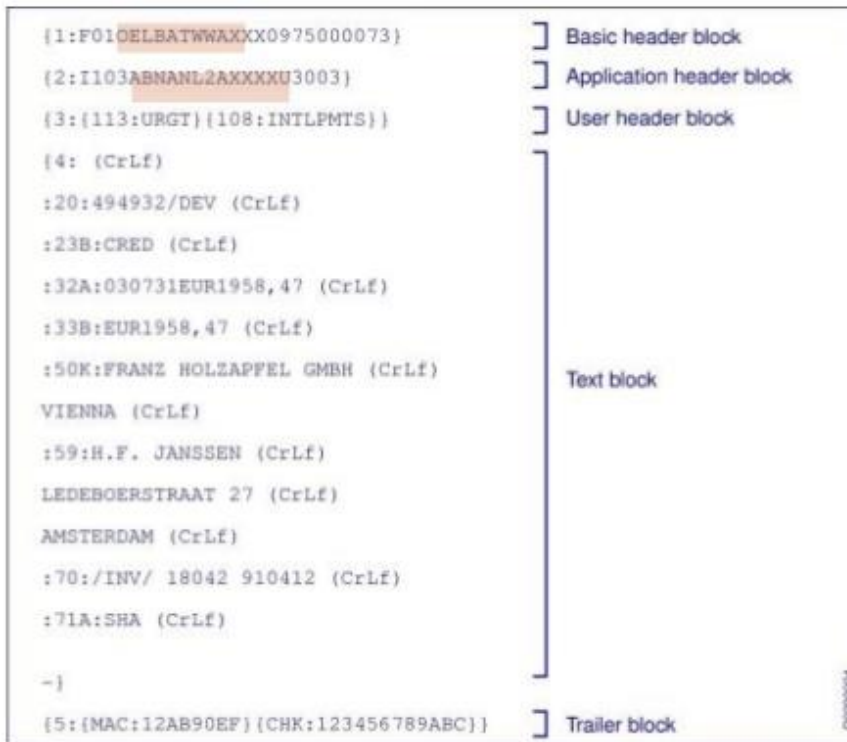 {1:F01OELBATWWAXXX0975000073} Basic header block
{2:I103ABNANL2AXXXXU3003} Application header block
{3:{113:URGT}{108:INTLPMTS}} User header block
{4: (CrLf)
:20:494932/DEV (CrLf)
:23B:CRED (CrLf)
:32A:030731EUR1958,47 (CrLf)
:33B:EUR1958,47 (CrLf)
:50K:FRANZ HOLZAPFEL GMBH (CrLf)
Text block
VIENNA (CrLf)
:59:H.F. JANSSEN (CrLf)
LEDEBOERSTRAAT 27 (CrLf)
AMSTERDAM (CrLf)
:70:/INV/ 18042 910412 (CrLf)
:71A:SHA (CrLf)
-}
{5:{MAC:12AB90EF}{CHK:123456789ABC}} Trailer block